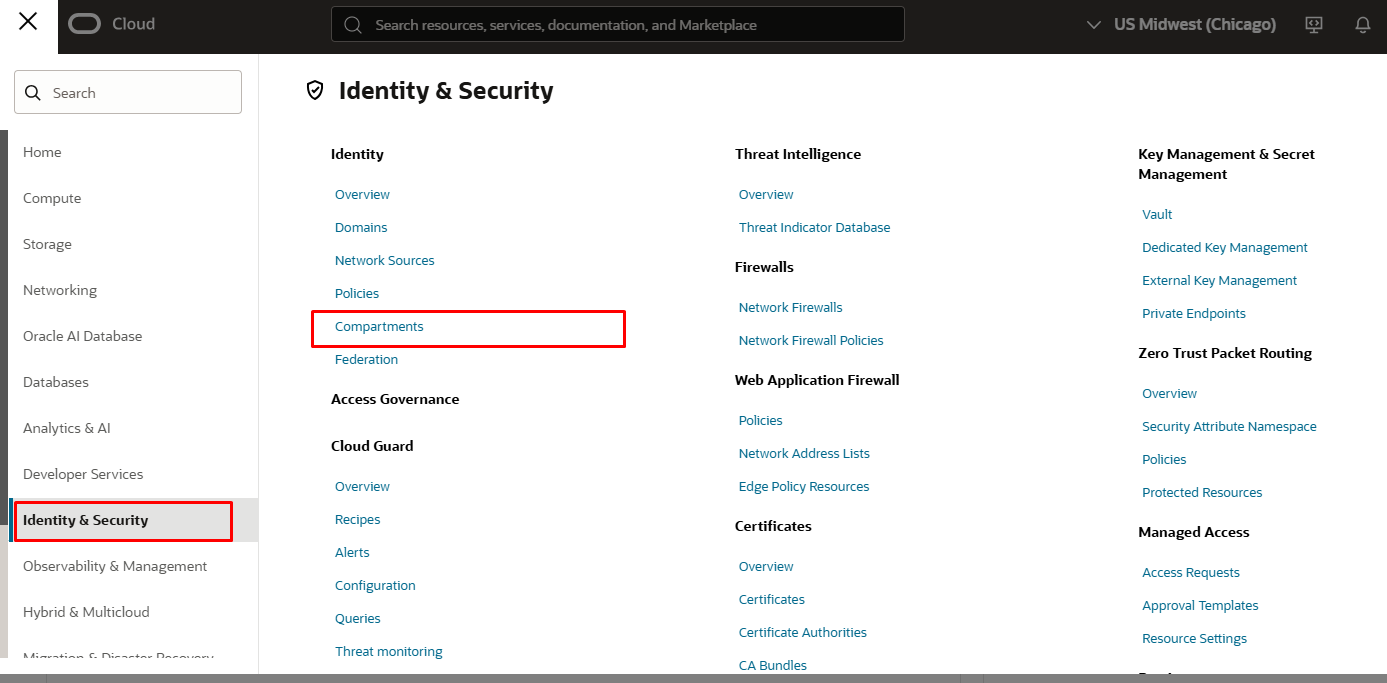 Cloud
Search resources, services, documentation, and Marketplace
US Midwest (Chicago)
Search
Home
Compute
Storage
Networking
Oracle AI Database
Databases
Analytics & AI
Developer Services
Identity & Security
Observability & Management
Hybrid & Multicloud
Migration & Disaster Recovery
Identity & Security
Identity
Overview
Domains
Network Sources
Policies
Compartments
Federation
Access Governance
Cloud Guard
Overview
Recipes
Alerts
Configuration
Queries
Threat monitoring
Threat Intelligence
Overview
Threat Indicator Database
Firewalls
Network Firewalls
Network Firewall Policies
Web Application Firewall
Policies
Network Address Lists
Edge Policy Resources
Certificates
Overview
Certificates
Certificate Authorities
CA Bundles
Key Management & Secret
Management
Vault
Dedicated Key Management
External Key Management
Private Endpoints
Zero Trust Packet Routing
Overview
Security Attribute Namespace
Policies
Protected Resources
Managed Access
Access Requests
Approval Templates
Resource Settings